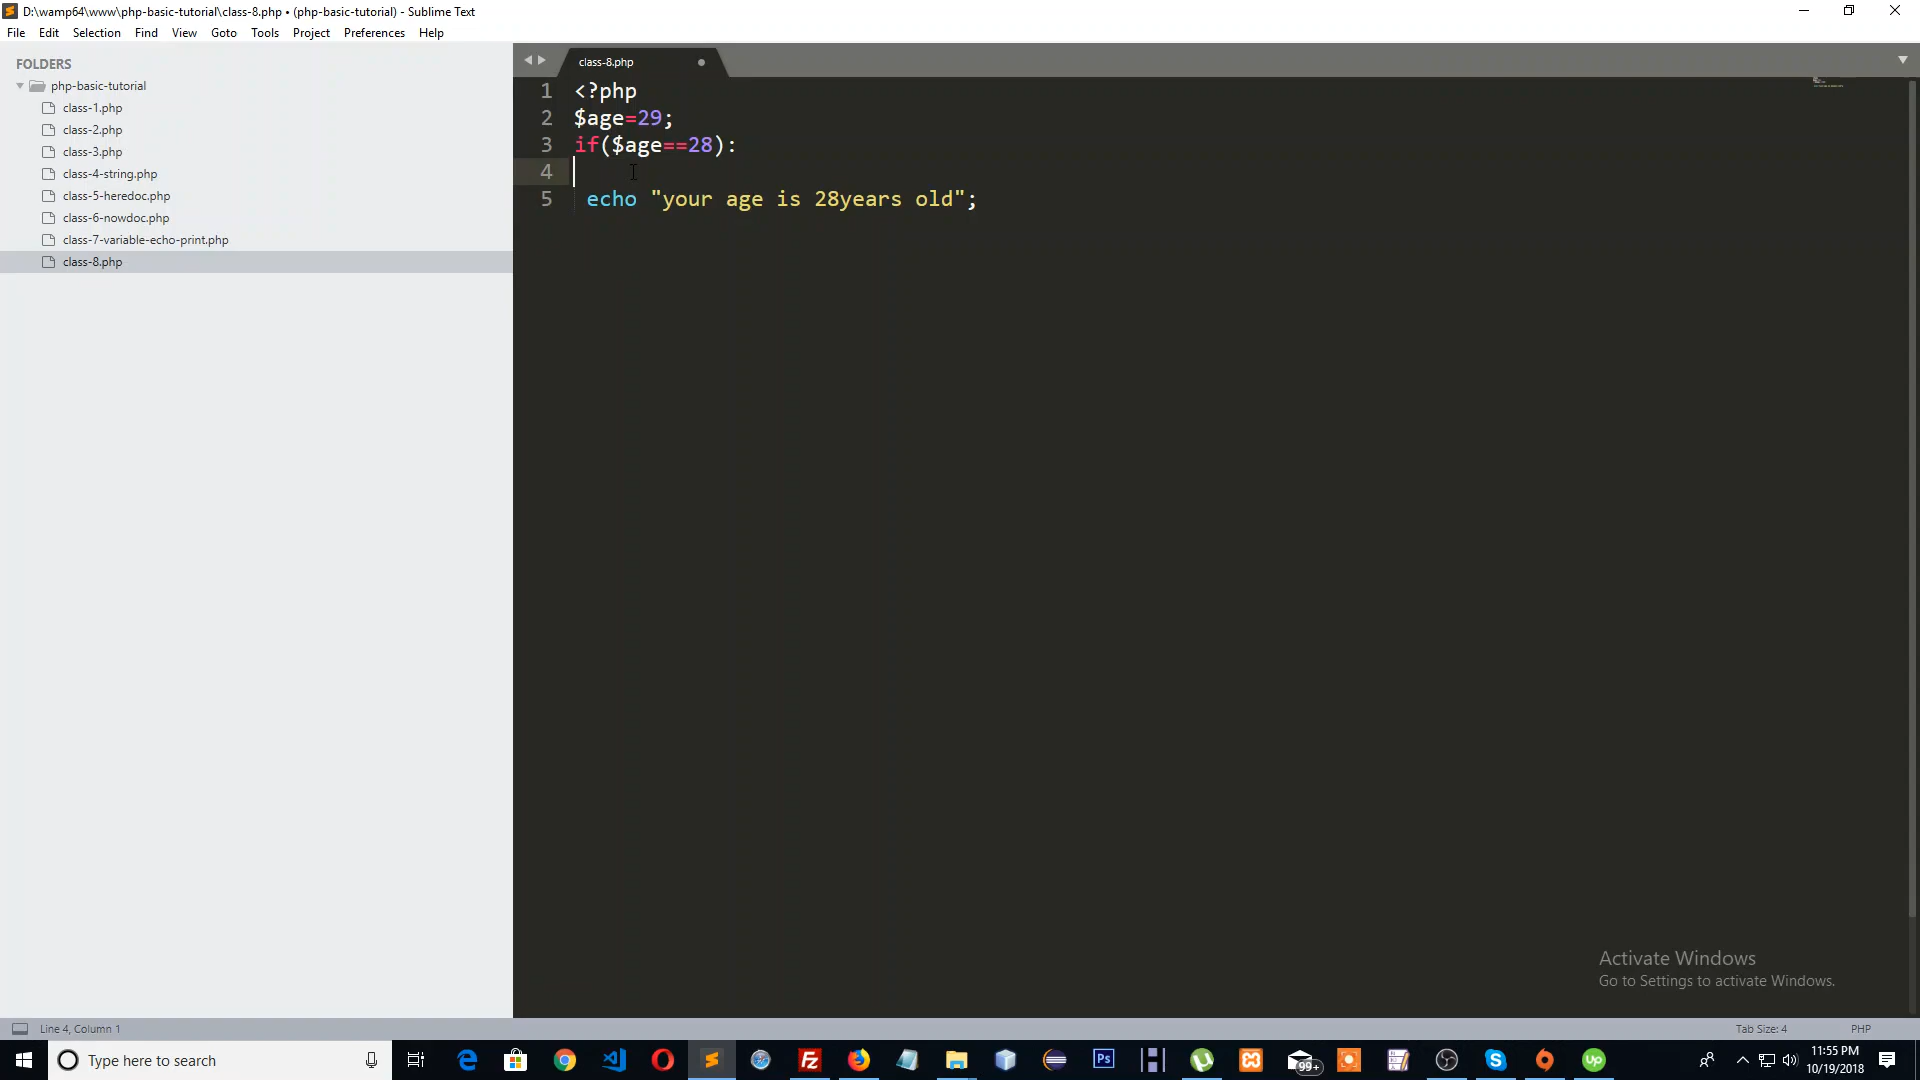 D:\wamp64\www\php-basic-tutorial\class-8.php • (php-basic-tutorial) - Sublime Text
File Edit Selection Find View Goto Tools Project Preferences Help
FOLDERS
php-basic-tutorial
class-1.php
class-2.php
class-3.php
class-4-string.php
class-5-heredoc.php
class-6-nowdoc.php
class-7-variable-echo-print.php
class-8.php
class-8.php
1 <?php
2 $age=29;
3 if($age==28):
4
5 echo "your age is 28years old";
Activate Windows
Go to Settings to activate Windows.
Line 4, Column 1
Tab Size: 4
PHP
Type here to search
Ps
99+
up
11:55 PM
10/19/2018